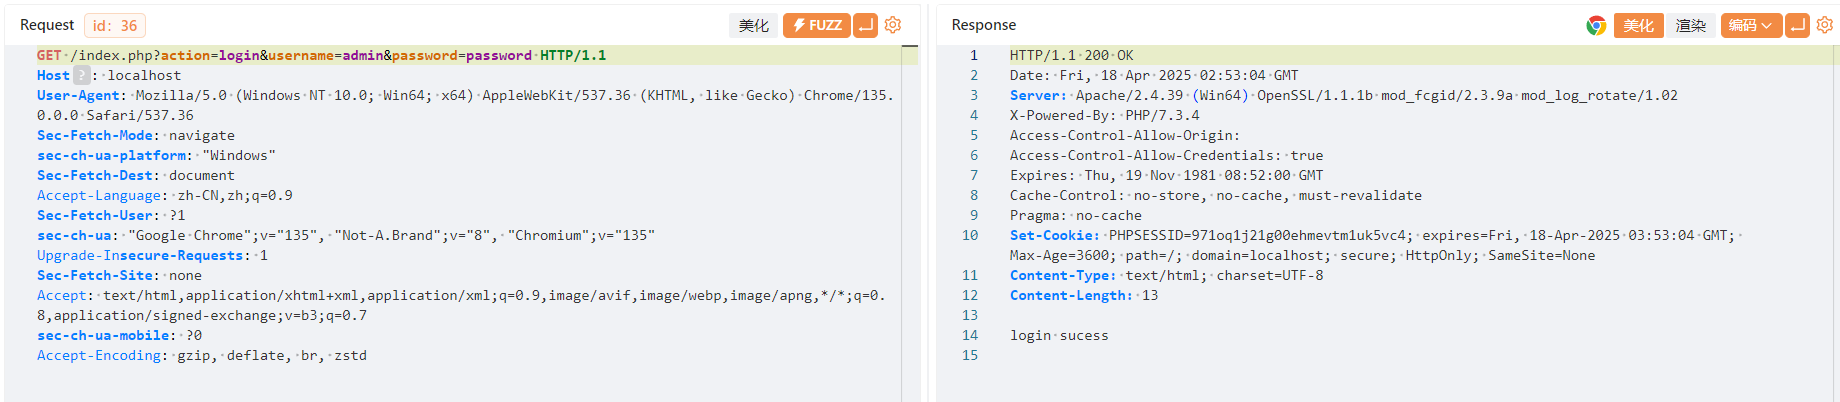 Request id: 36 美化 FUZZ
GET /index.php?action=login&username=admin&password=password HTTP/1.1
Host ? : localhost
User-Agent: Mozilla/5.0 (Windows NT 10.0; Win64; x64) AppleWebKit/537.36 (KHTML, like Gecko) Chrome/135.
0.0.0 Safari/537.36
Sec-Fetch-Mode: navigate
sec-ch-ua-platform: "Windows"
Sec-Fetch-Dest: document
Accept-Language: zh-CN,zh;q=0.9
Sec-Fetch-User: ?1
sec-ch-ua: "Google Chrome";v="135", "Not-A.Brand";v="8", "Chromium";v="135"
Upgrade-Insecure-Requests: 1
Sec-Fetch-Site: none
Accept: text/html,application/xhtml+xml,application/xml;q=0.9,image/avif,image/webp,image/apng,*/*;q=0.
8,application/signed-exchange;v=b3;q=0.7
sec-ch-ua-mobile: ?0
Accept-Encoding: gzip, deflate, br, zstd
Response 美化 渲染 编码
1 HTTP/1.1 200 OK
2 Date: Fri, 18 Apr 2025 02:53:04 GMT
3 Server: Apache/2.4.39 (Win64) OpenSSL/1.1.1b mod_fcgid/2.3.9a mod_log_rotate/1.02
4 X-Powered-By: PHP/7.3.4
5 Access-Control-Allow-Origin:
6 Access-Control-Allow-Credentials: true
7 Expires: Thu, 19 Nov 1981 08:52:00 GMT
8 Cache-Control: no-store, no-cache, must-revalidate
9 Pragma: no-cache
10 Set-Cookie: PHPSESSID=971oq1j21g00ehmevtm1uk5vc4; expires=Fri, 18-Apr-2025 03:53:04 GMT;
Max-Age=3600; path=/; domain=localhost; secure; HttpOnly; SameSite=None
11 Content-Type: text/html; charset=UTF-8
12 Content-Length: 13
13
14 login sucess
15